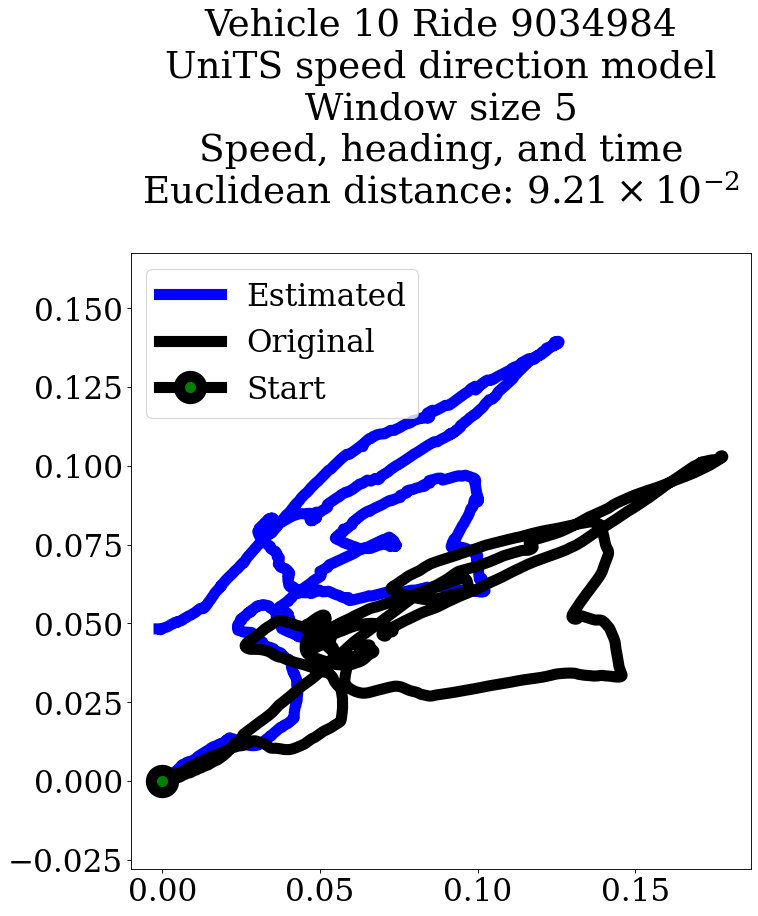 Vehicle 10 Ride 9034984
UniTS speed direction model
Window size 5
Speed, heading, and time
Euclidean distance: 9.21 × 10⁻²
Estimated
Original
Start
0.150
0.125
0.100
0.075
0.050
0.025
0.000
−0.025
0.00 0.05 0.10 0.15